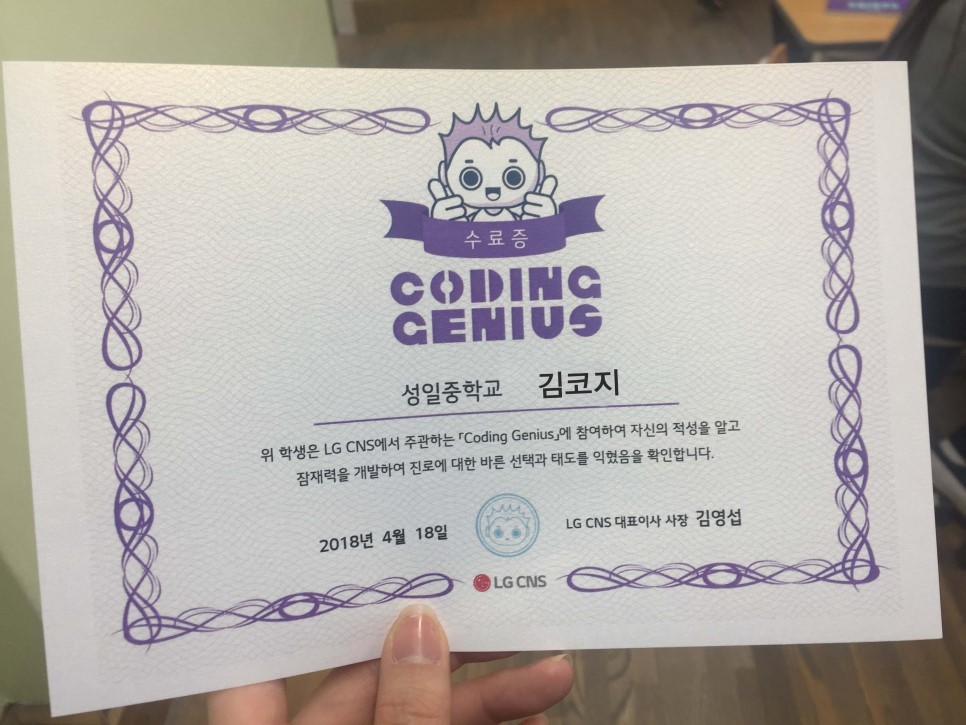 수료증
CODING
GENIUS
성일중학교 김코지
위 학생은 LG CNS에서 주관하는 「Coding Genius」에 참여하여 자신의 적성을 알고
잠재력을 개발하여 진로에 대한 바른 선택과 태도를 익혔음을 확인합니다.
2018년 4월 18일
LG CNS 대표이사 사장 김영섭
LG CNS